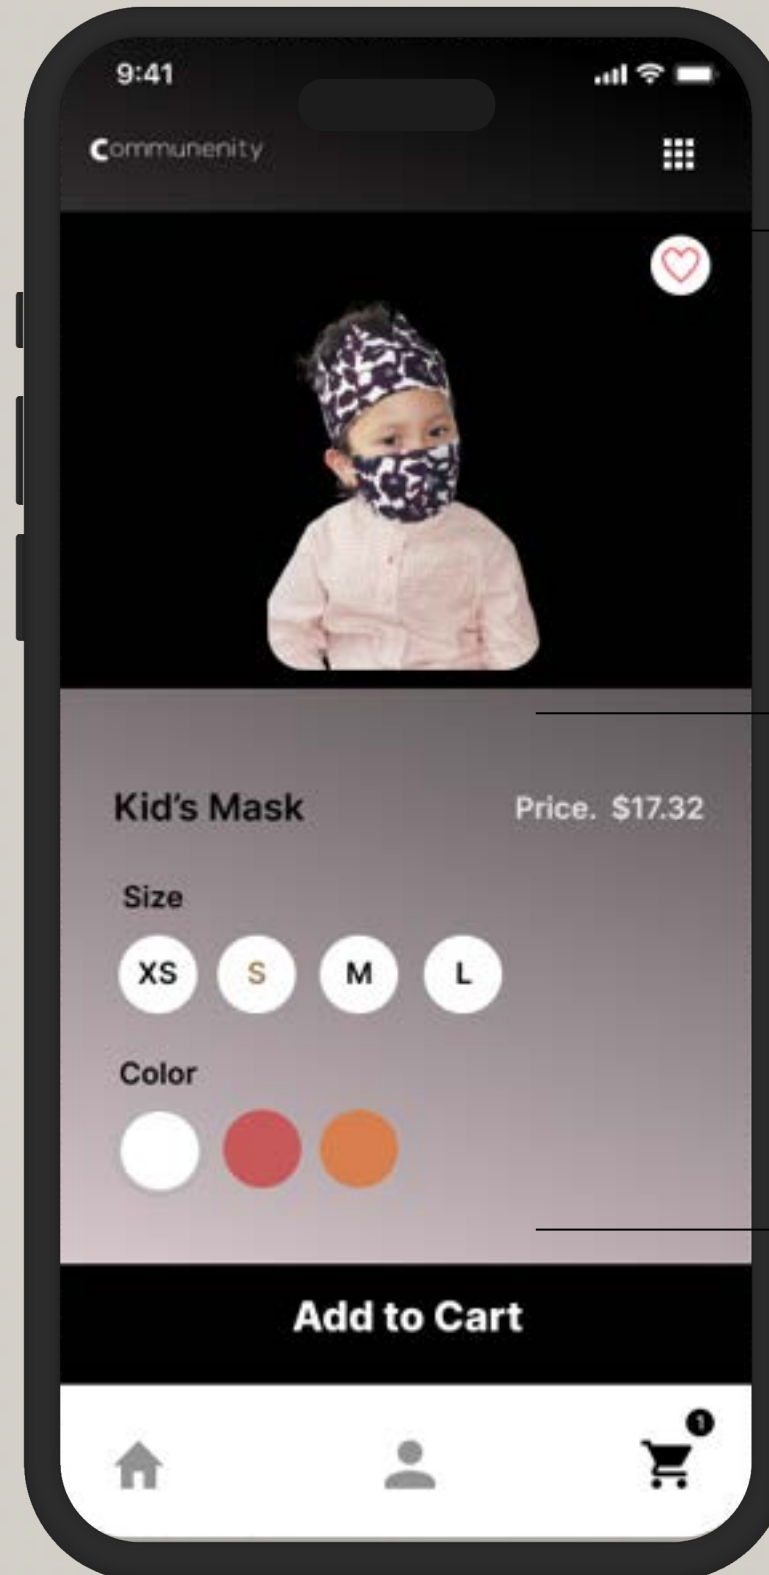 9:41
Communenity
Kid's Mask
Price. $17.32
Size
XS S M L
Color
Add to Cart
1